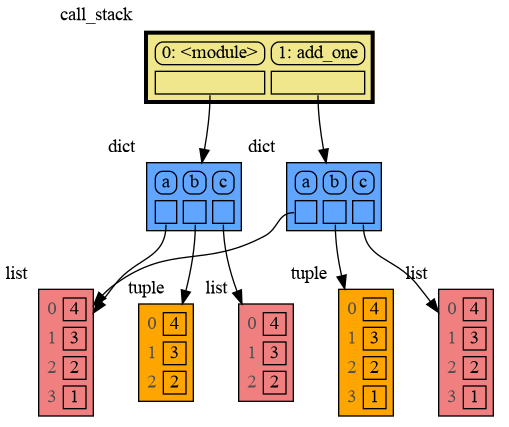 call_stack
0: <module> 1: add_one
dict dict
a b c a b c
list tuple list tuple list
0 4 0 4 0 4 0 4 0 4
1 3 1 3 1 3 1 3 1 3
2 2 2 2 2 2 2 2 2 2
3 1 3 1 3 1